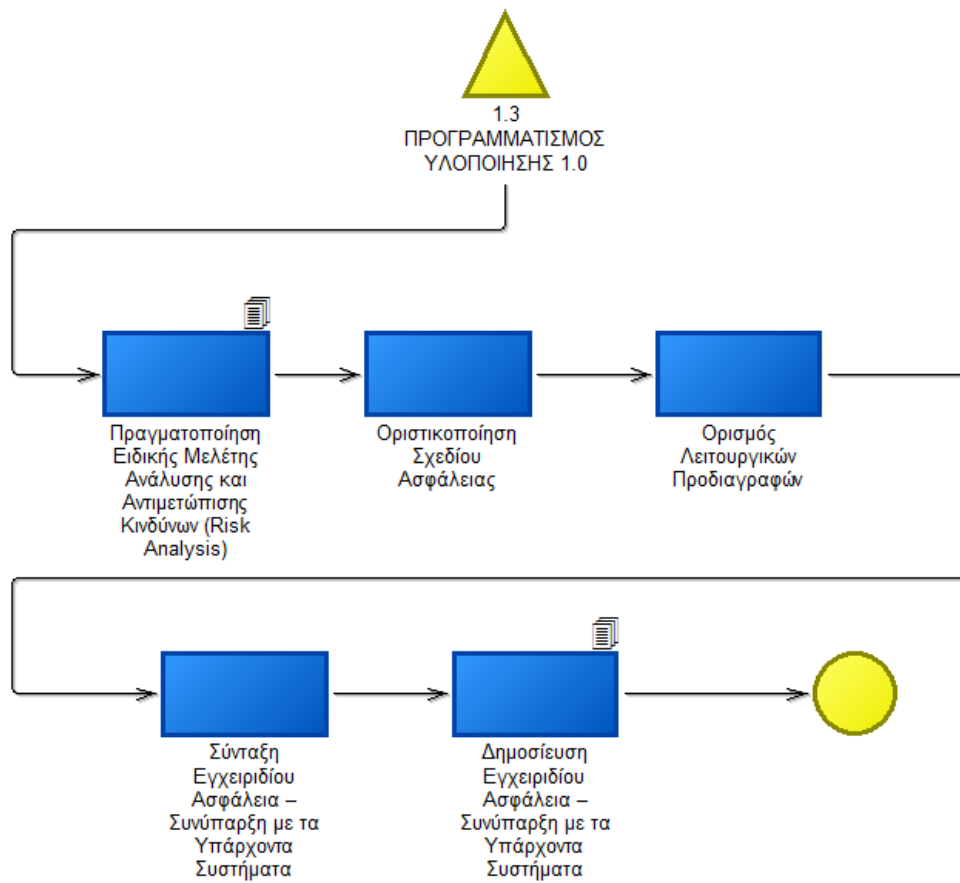 1.3
ΠΡΟΓΡΑΜΜΑΤΙΣΜΟΣ
ΥΛΟΠΟΙΗΣΗΣ 1.0
Πραγματοποίηση
Ειδικής Μελέτης
Ανάλυσης και
Αντιμετώπισης
Κινδύνων (Risk
Analysis)
Οριστικοποίηση
Σχεδίου
Ασφάλειας
Ορισμός
Λειτουργικών
Προδιαγραφών
Σύνταξη
Εγχειριδίου
Ασφάλεια –
Συνύπαρξη με τα
Υπάρχοντα
Συστήματα
Δημοσίευση
Εγχειριδίου
Ασφάλεια –
Συνύπαρξη με τα
Υπάρχοντα
Συστήματα